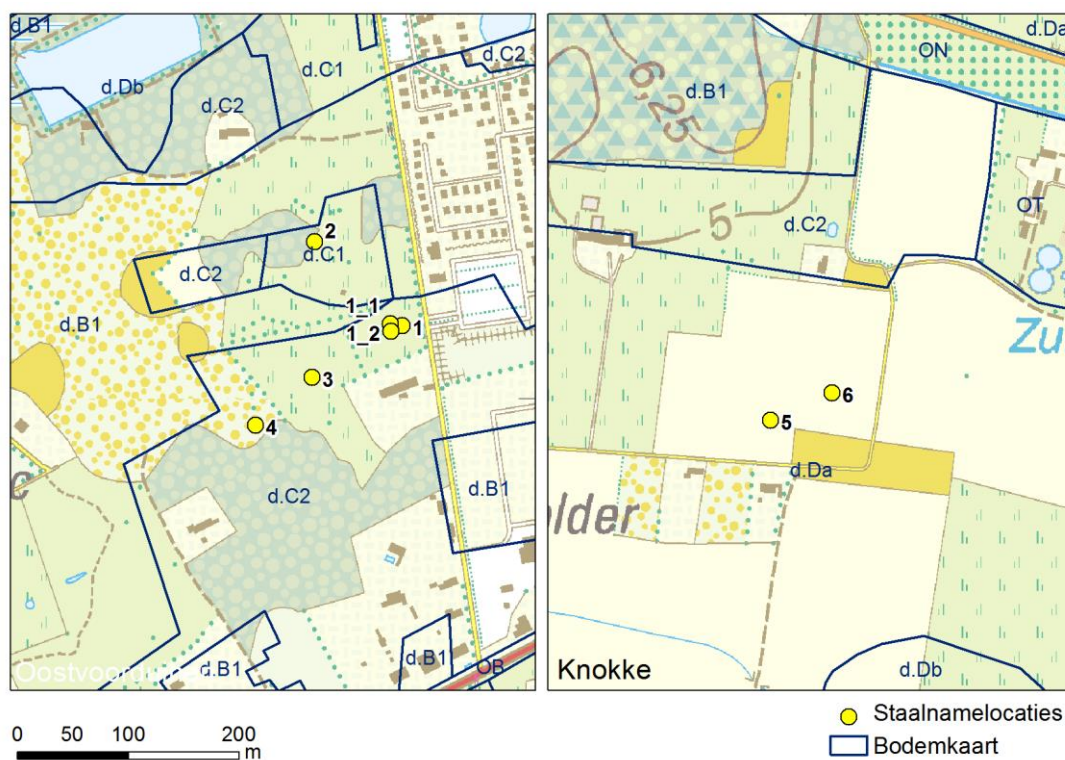 d.B1
d.Db
d.C2
d.C1
d.C2
2
d.C1
d.C2
d.B1
1_1
1_2
1
3
4
c
d.C2
d.B1
d.B1
d.B1
OB
d.Da
ON
6,25
d.B1
5
d.C2
OT
Zu
6
5
d.Da
older
Knokke
d.Db
0 50 100 200
m
Staalnamelocaties
Bodemkaart